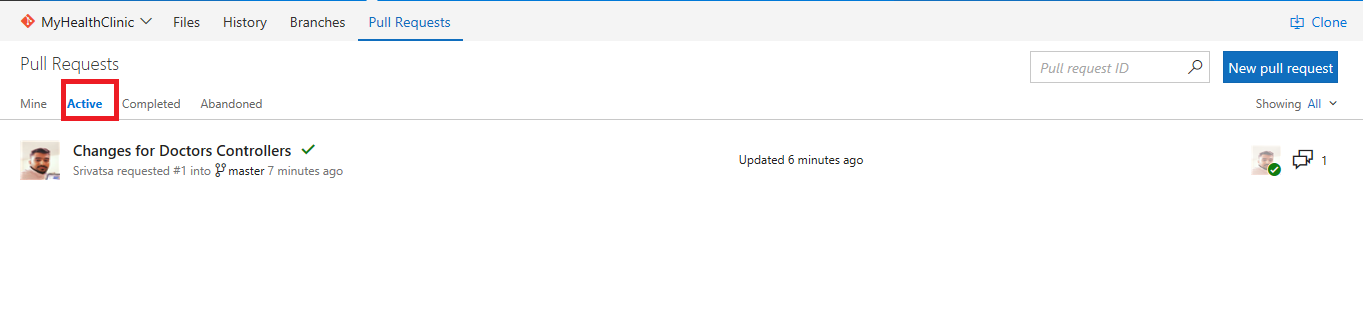 MyHealthClinic Files History Branches Pull Requests Clone
Pull Requests
Pull request ID
New pull request
Mine Active Completed Abandoned
Showing All
Changes for Doctors Controllers
Srivatsa requested #1 into master 7 minutes ago
Updated 6 minutes ago
1